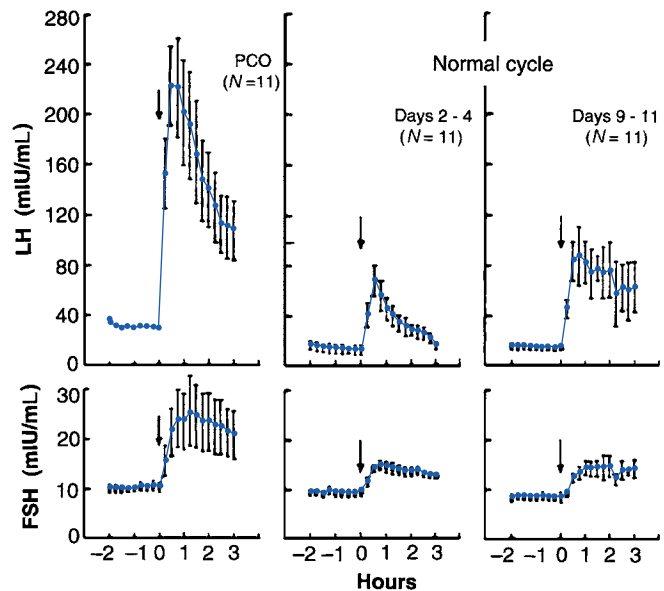 280
240
200
160
120
80
40
0
LH (mIU/mL)
PCO
(N =11)
Normal cycle
Days 2 - 4
(N = 11)
Days 9 - 11
(N = 11)
30
20
10
0
FSH (mIU/mL)
−2 −1 0 1 2 3
−2 −1 0 1 2 3
−2 −1 0 1 2 3
Hours